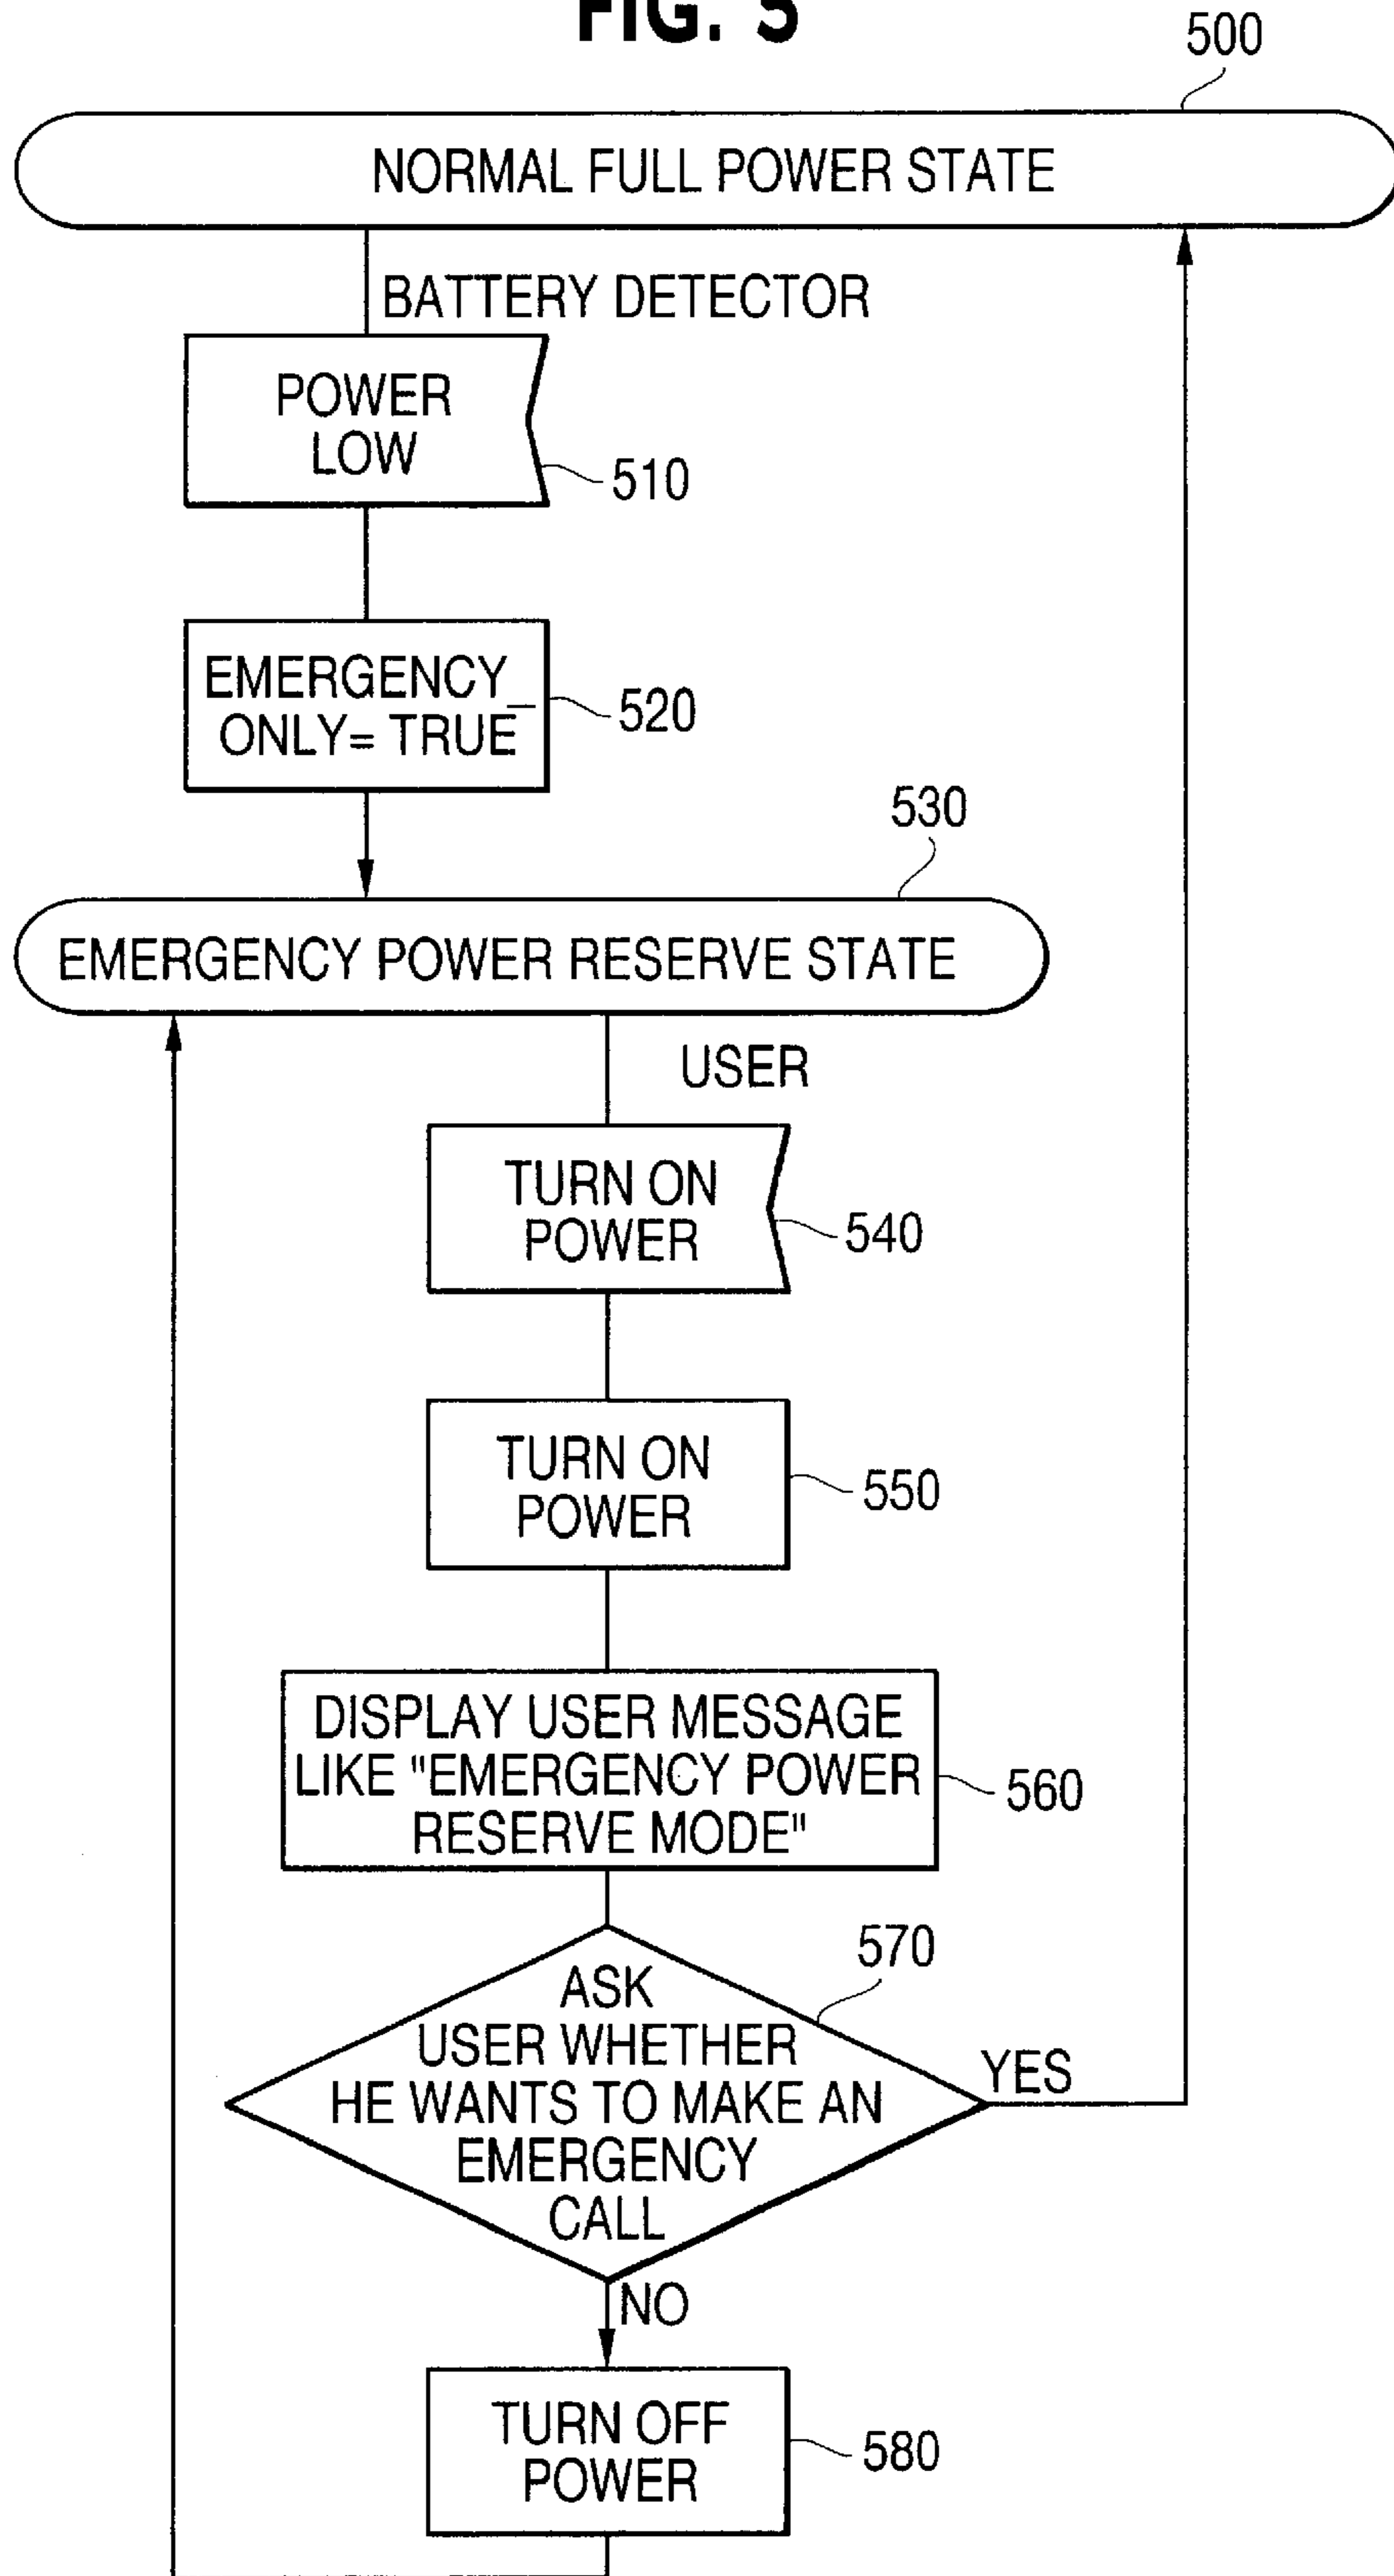 FIG. 5
500
NORMAL FULL POWER STATE
BATTERY DETECTOR
POWER
LOW
510
EMERGENCY_
ONLY= TRUE
520
530
EMERGENCY POWER RESERVE STATE
USER
TURN ON
POWER
540
TURN ON
POWER
550
DISPLAY USER MESSAGE
LIKE "EMERGENCY POWER
RESERVE MODE"
560
570
ASK
USER WHETHER
HE WANTS TO MAKE AN
EMERGENCY
CALL
YES
NO
TURN OFF
POWER
580